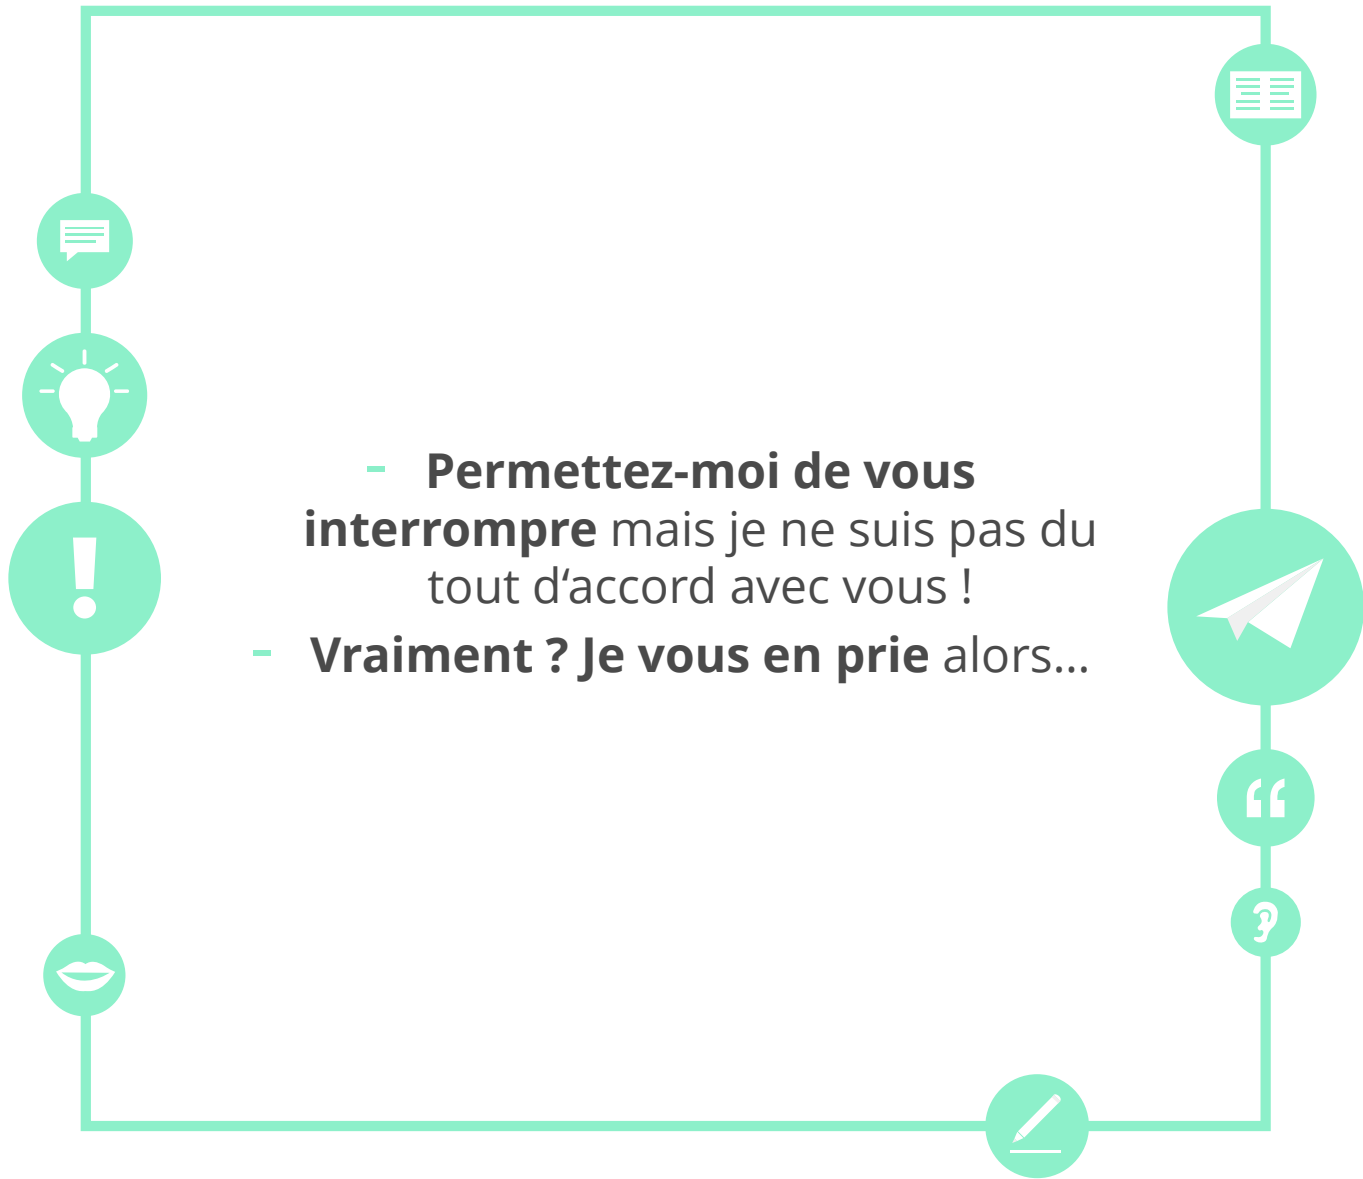 - Permettez-moi de vous
interrompre mais je ne suis pas du
tout d‘accord avec vous !
- Vraiment ? Je vous en prie alors…